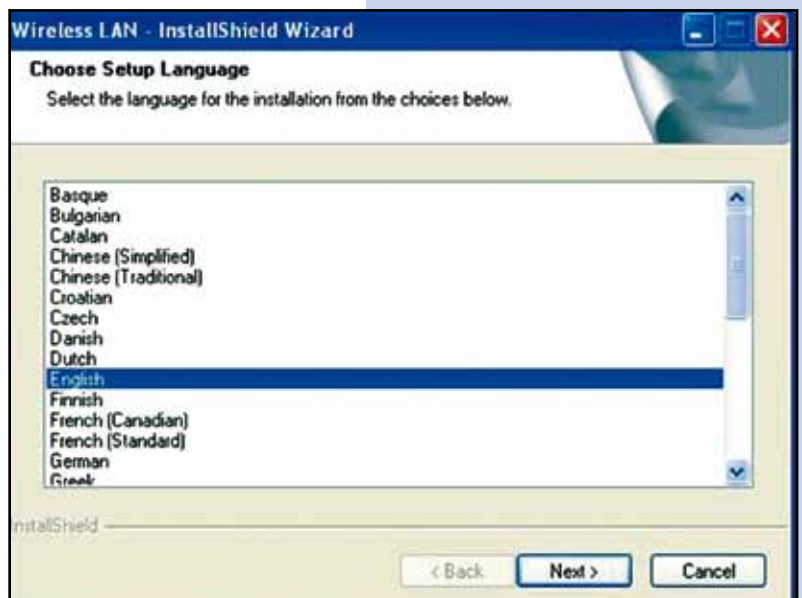 Wireless LAN - InstallShield Wizard
Choose Setup Language
Select the language for the installation from the choices below.
Basque
Bulgarian
Catalan
Chinese (Simplified)
Chinese (Traditional)
Croatian
Czech
Danish
Dutch
English
Finnish
French (Canadian)
French (Standard)
German
Greek
InstallShield
< Back Next > Cancel